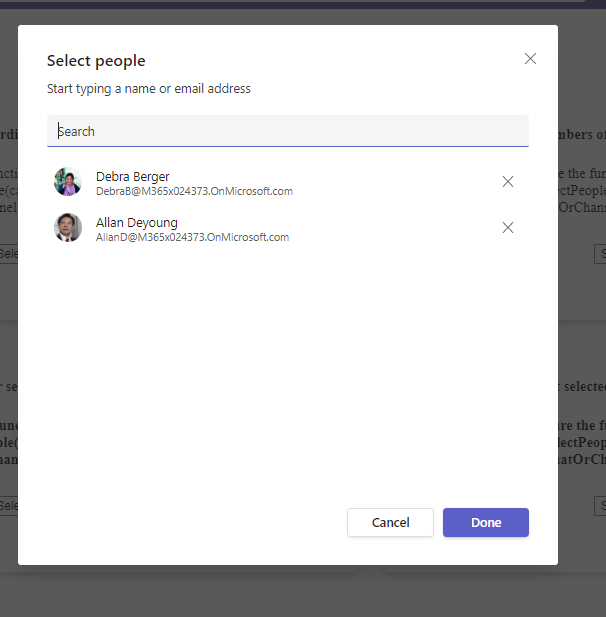 Select people
Start typing a name or email address
Search
Debra Berger
DebraB@M365x024373.OnMicrosoft.com
Allan Deyoung
AllanD@M365x024373.OnMicrosoft.com
Cancel
Done